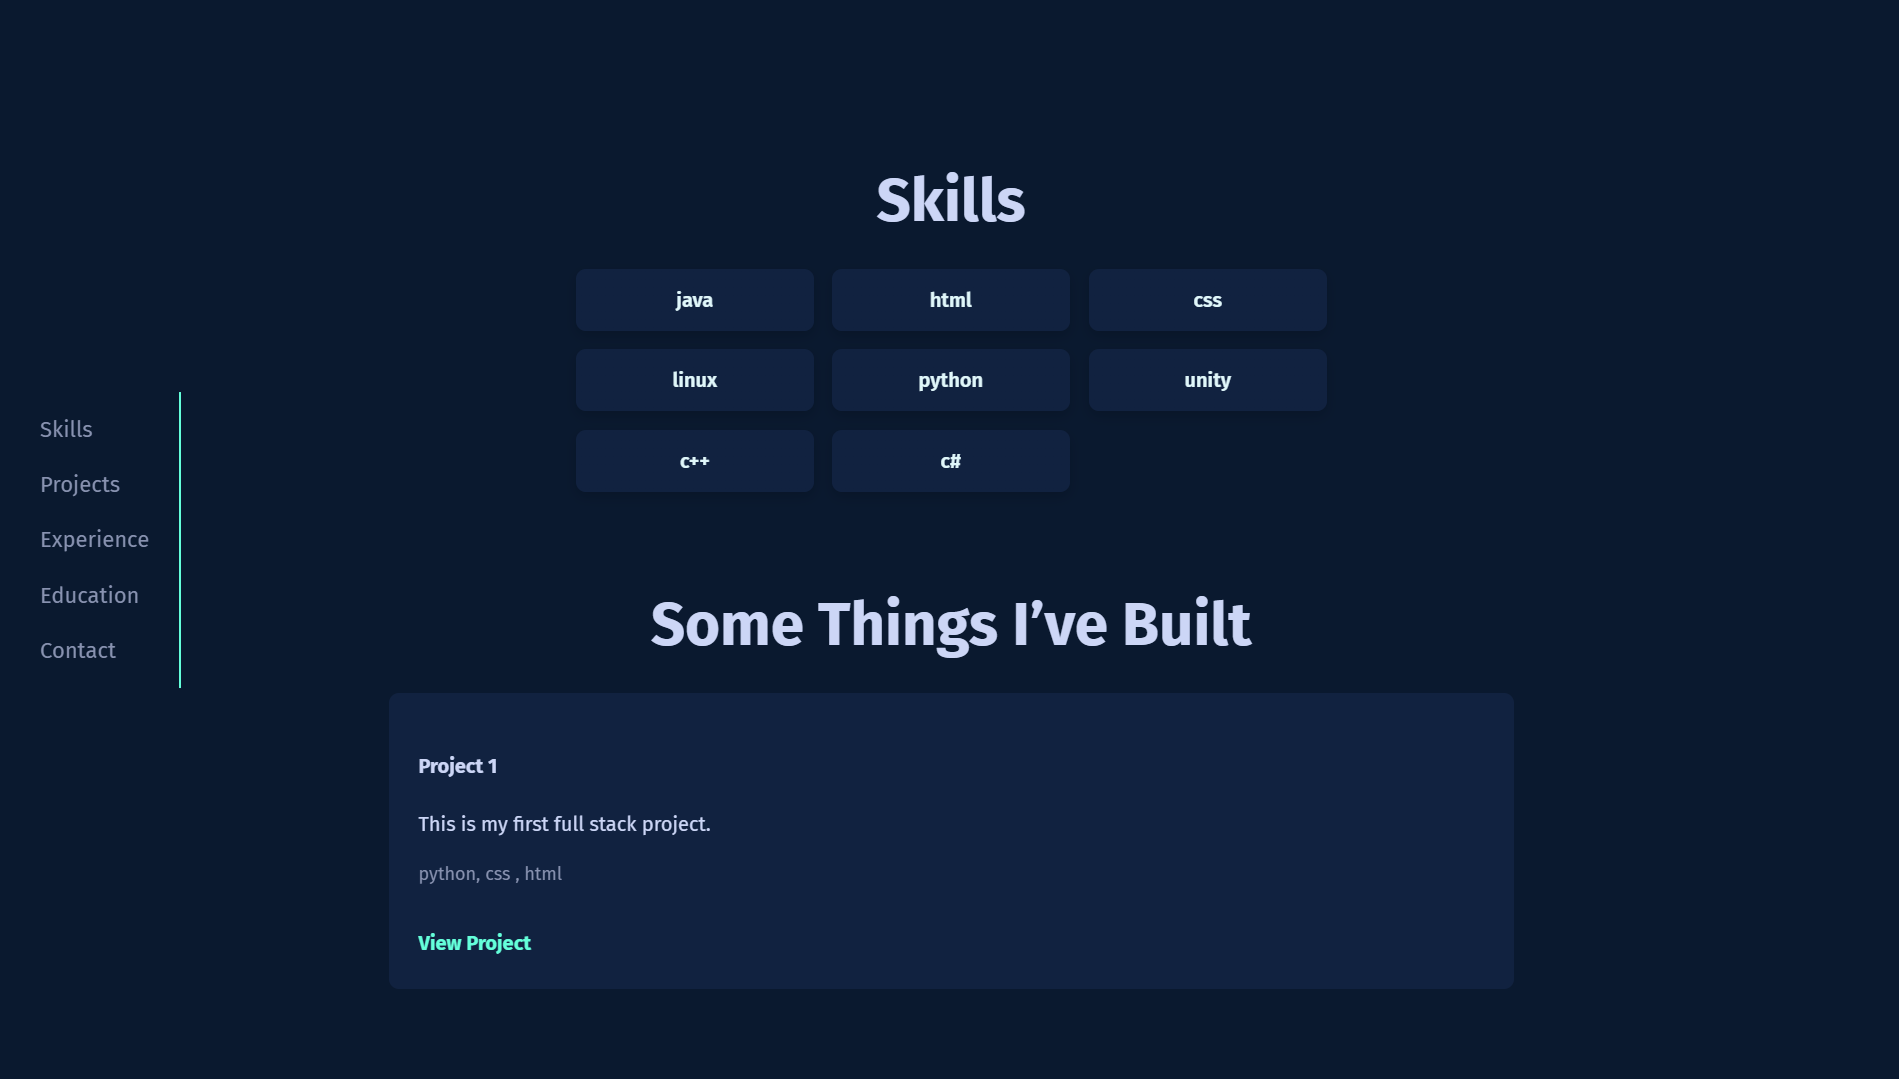 Skills
Projects
Experience
Education
Contact
Skills
java html css
linux python unity
c++ c#
Some Things I’ve Built
Project 1
This is my first full stack project.
python, css , html
View Project